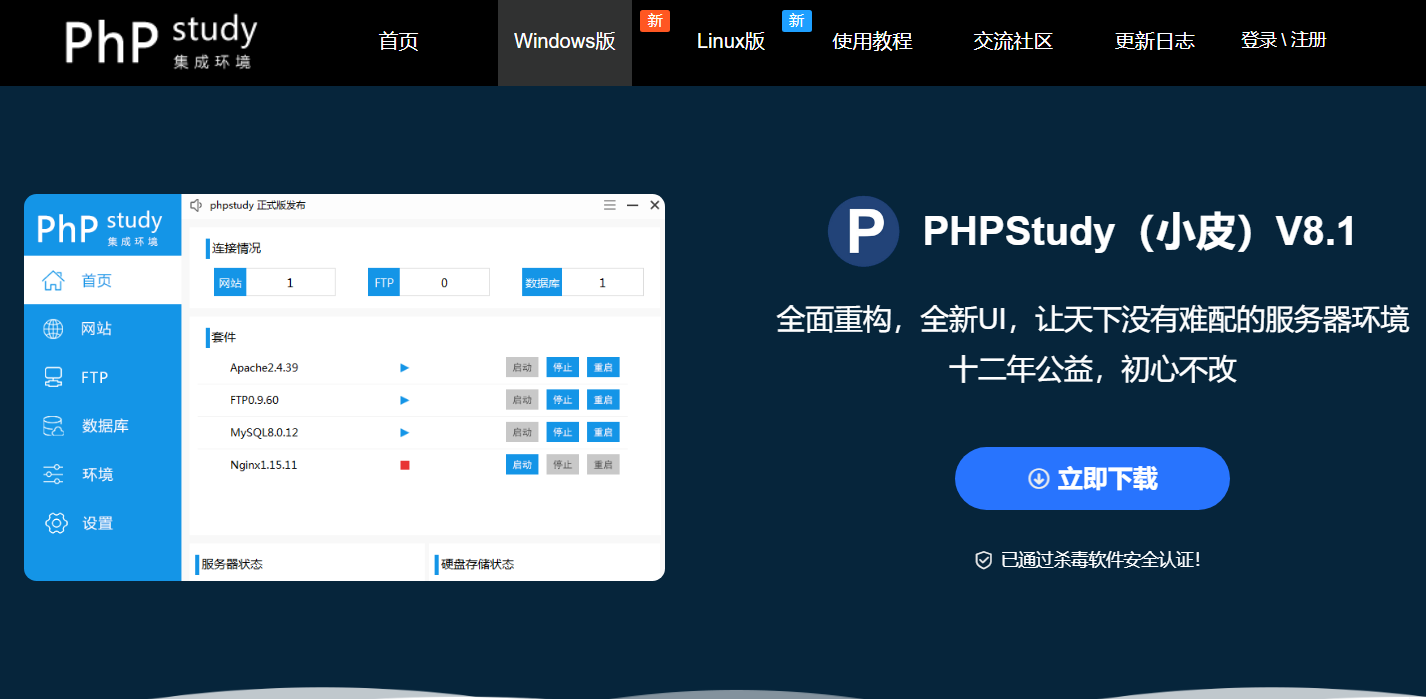 PhP study
集成环境
首页
Windows版
新
Linux版
新
使用教程
交流社区
更新日志
登录 \ 注册
PhP study
集成环境
首页
网站
FTP
数据库
环境
设置
phpstudy 正式版发布
连接情况
网站 1 FTP 0 数据库 1
套件
Apache2.4.39 启动 停止 重启
FTP0.9.60 启动 停止 重启
MySQL8.0.12 启动 停止 重启
Nginx1.15.11 启动 停止 重启
服务器状态 硬盘存储状态
P PHPStudy（小皮）V8.1
全面重构，全新UI，让天下没有难配的服务器环境
十二年公益，初心不改
立即下载
已通过杀毒软件安全认证！